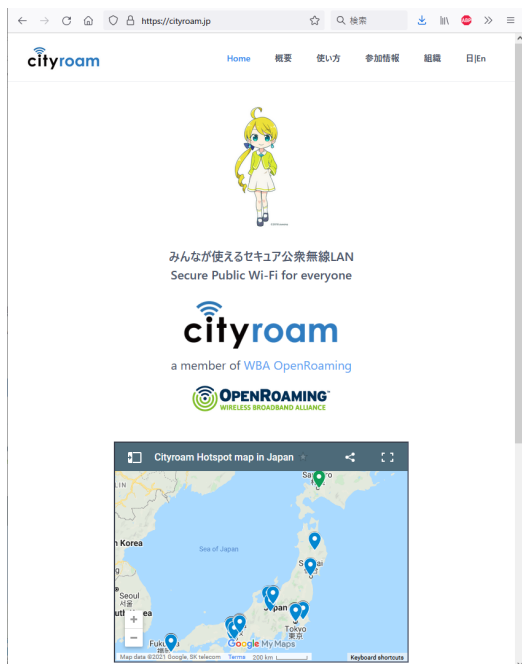 https://cityroam.jp
検索
ABP
cityroam
Home 概要 使い方 参加情報 組織 日|En
みんなが使えるセキュア公衆無線LAN
Secure Public Wi-Fi for everyone
cityroam
a member of WBA OpenRoaming
OPENROAMING
WIRELESS BROADBAND ALLIANCE
Cityroam Hotspot map in Japan
Sea of Japan
Korea
Seoul
서울
Tokyo
東京
Google My Maps
Map data ©2021 Google, SK telecom Terms 200 km Keyboard shortcuts